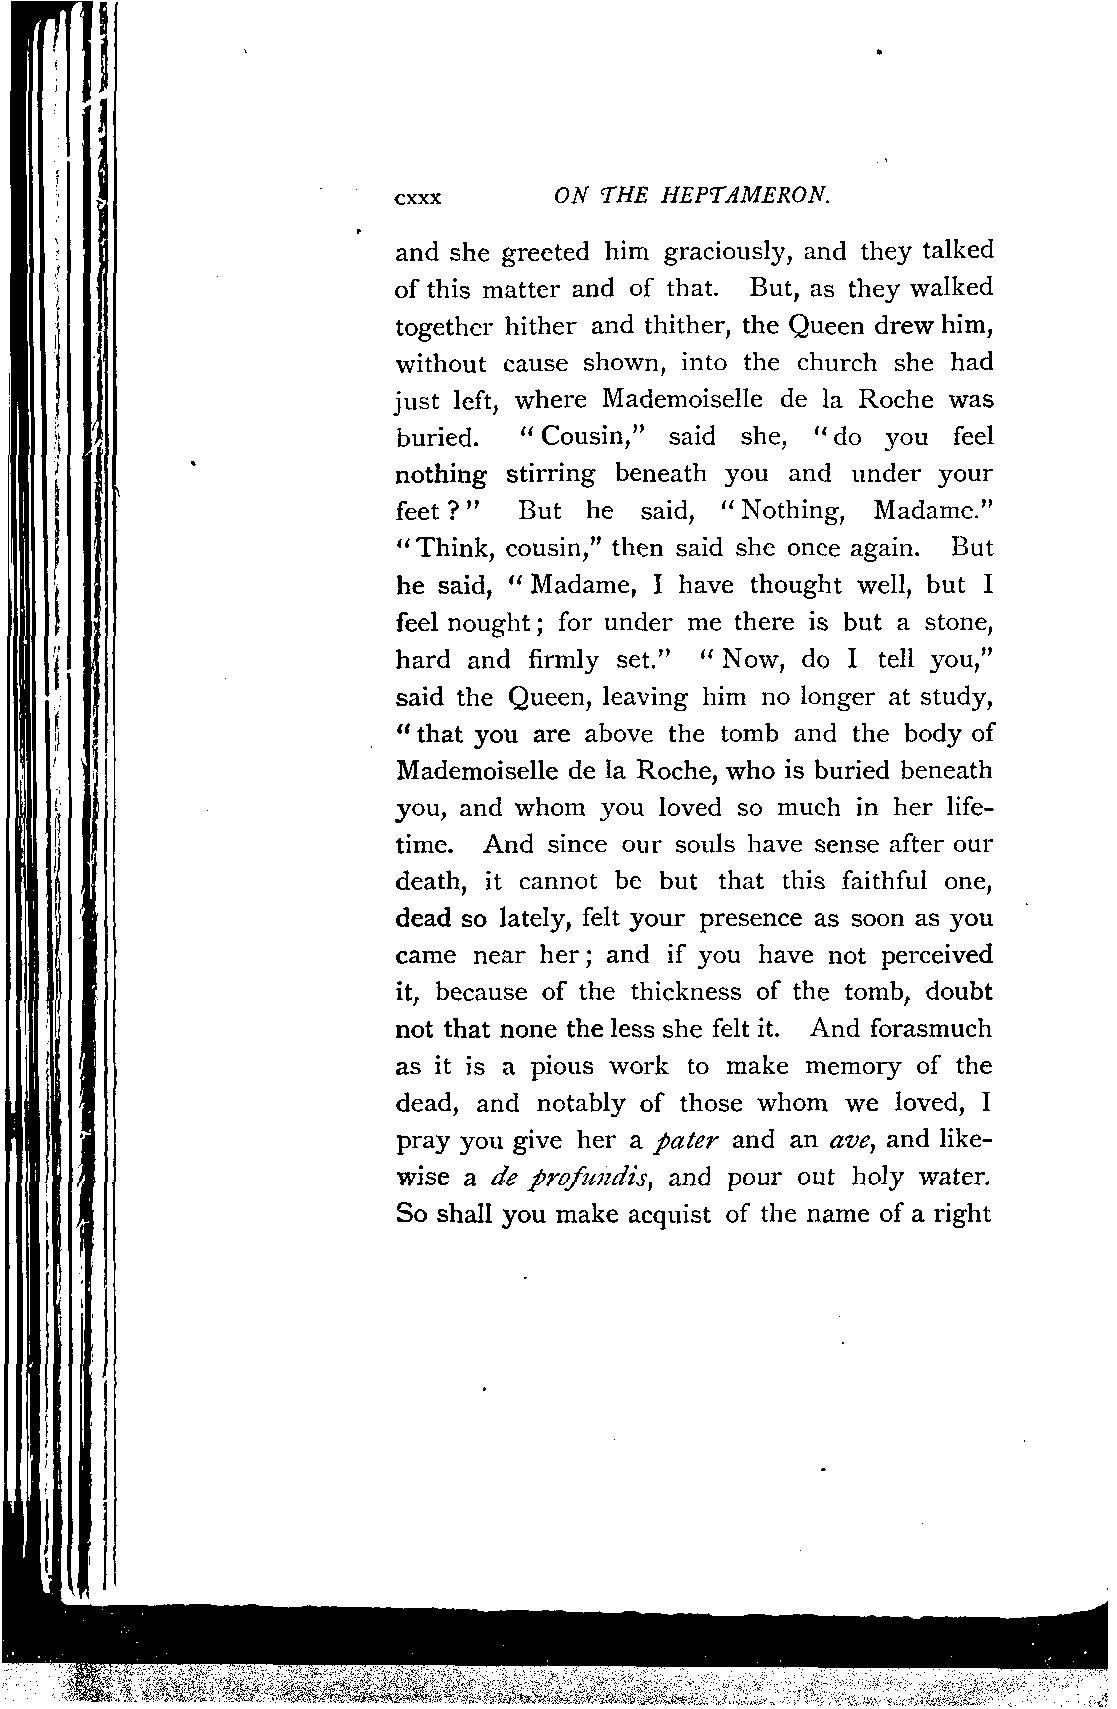 cxxx ON THE HEPTAMERON.
and she greeted him graciously, and they talked
of this matter and of that. But, as they walked
together hither and thither, the Queen drew him,
without cause shown, into the church she had
just left, where Mademoiselle de la Roche was
buried. “Cousin,” said she, “do you feel
nothing stirring beneath you and under your
feet?” But he said, “Nothing, Madame.”
“Think, cousin,” then said she once again. But
he said, “Madame, I have thought well, but I
feel nought; for under me there is but a stone,
hard and firmly set.” “Now, do I tell you,”
said the Queen, leaving him no longer at study,
“that you are above the tomb and the body of
Mademoiselle de la Roche, who is buried beneath
you, and whom you loved so much in her life-
time. And since our souls have sense after our
death, it cannot be but that this faithful one,
dead so lately, felt your presence as soon as you
came near her; and if you have not perceived
it, because of the thickness of the tomb, doubt
not that none the less she felt it. And forasmuch
as it is a pious work to make memory of the
dead, and notably of those whom we loved, I
pray you give her a pater and an ave, and like-
wise a de profundis, and pour out holy water.
So shall you make acquist of the name of a right